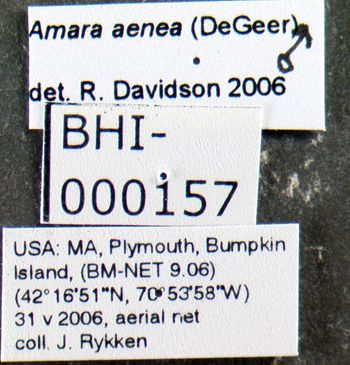 Amara aenea (DeGeer) ♂
det. R. Davidson 2006
BHI-
000157
USA: MA, Plymouth, Bumpkin
Island, (BM-NET 9.06)
(42°16'51"N, 70°53'58"W)
31 v 2006, aerial net
coll. J. Rykken